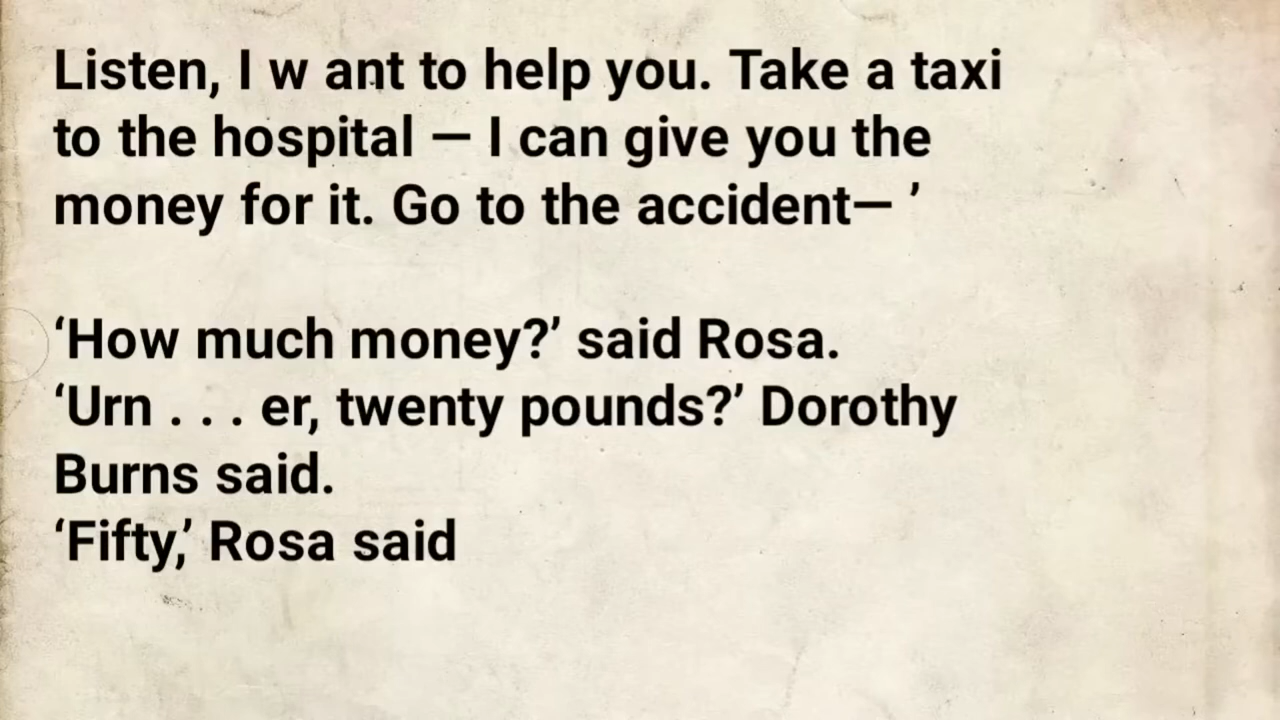 Listen, I w ant to help you. Take a taxi
to the hospital — I can give you the
money for it. Go to the accident— ’
‘How much money?’ said Rosa.
‘Urn . . . er, twenty pounds?’ Dorothy
Burns said.
‘Fifty,’ Rosa said